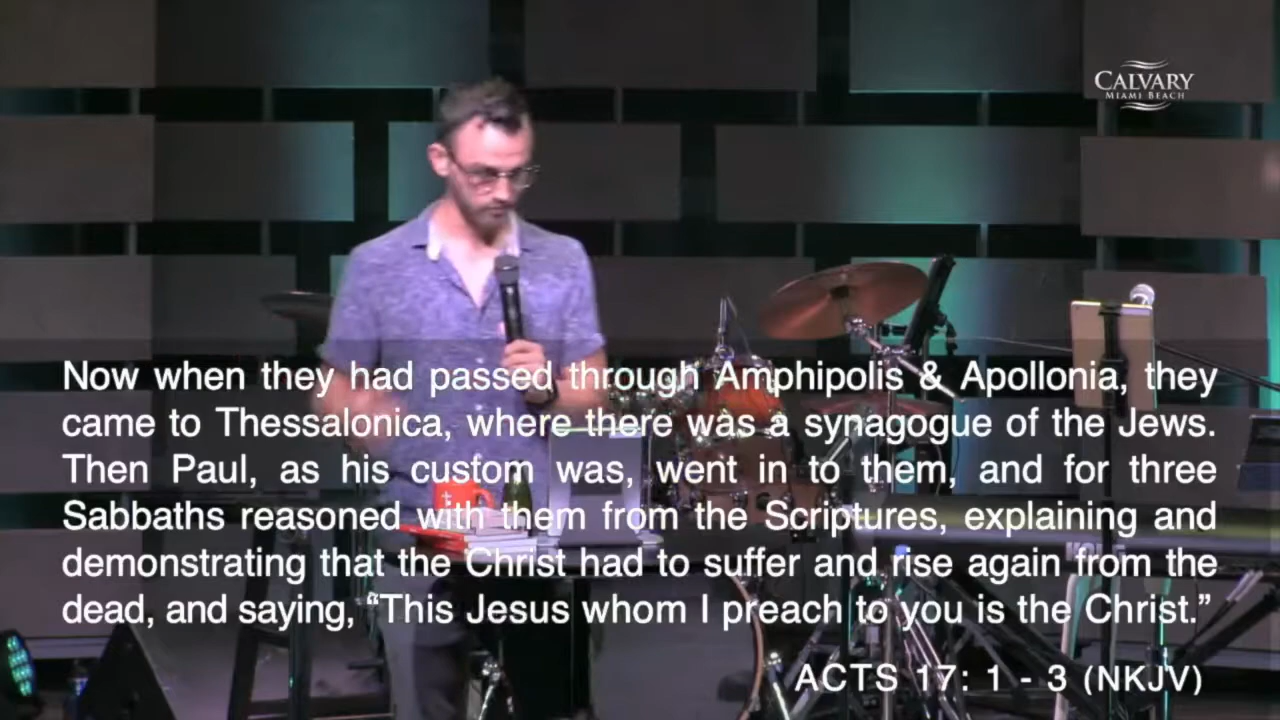 CALVARY
MIAMI BEACH
Now when they had passed through Amphipolis & Apollonia, they
came to Thessalonica, where there was a synagogue of the Jews.
Then Paul, as his custom was, went in to them, and for three
Sabbaths reasoned with them from the Scriptures, explaining and
demonstrating that the Christ had to suffer and rise again from the
dead, and saying, “This Jesus whom I preach to you is the Christ.”
ACTS 17: 1 - 3 (NKJV)